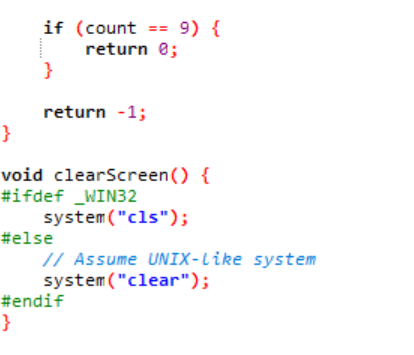 if (count == 9) {
return 0;
}
return -1;
}
void clearScreen() {
#ifdef _WIN32
system("cls");
#else
// Assume UNIX-like system
system("clear");
#endif
}